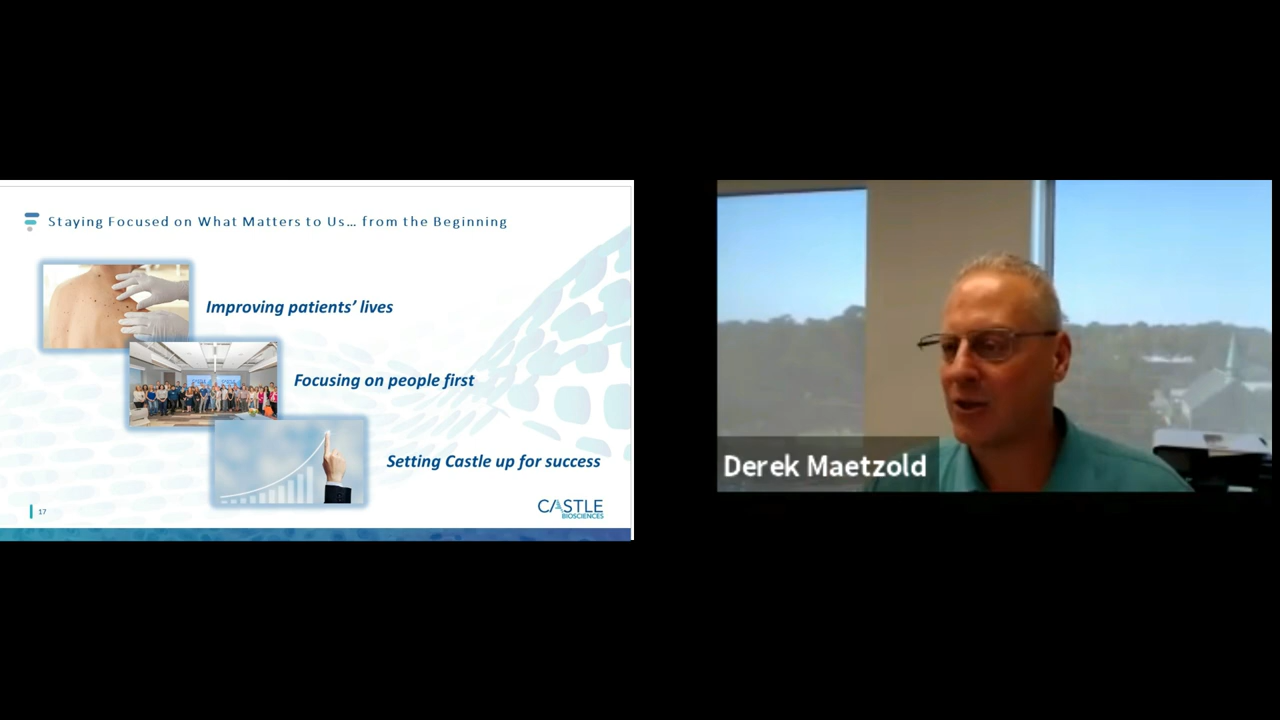 Staying Focused on What Matters to Us... from the Beginning
Improving patients' lives
Focusing on people first
Setting Castle up for success
17
CASTLE
BIOSCIENCES
Derek Maetzold